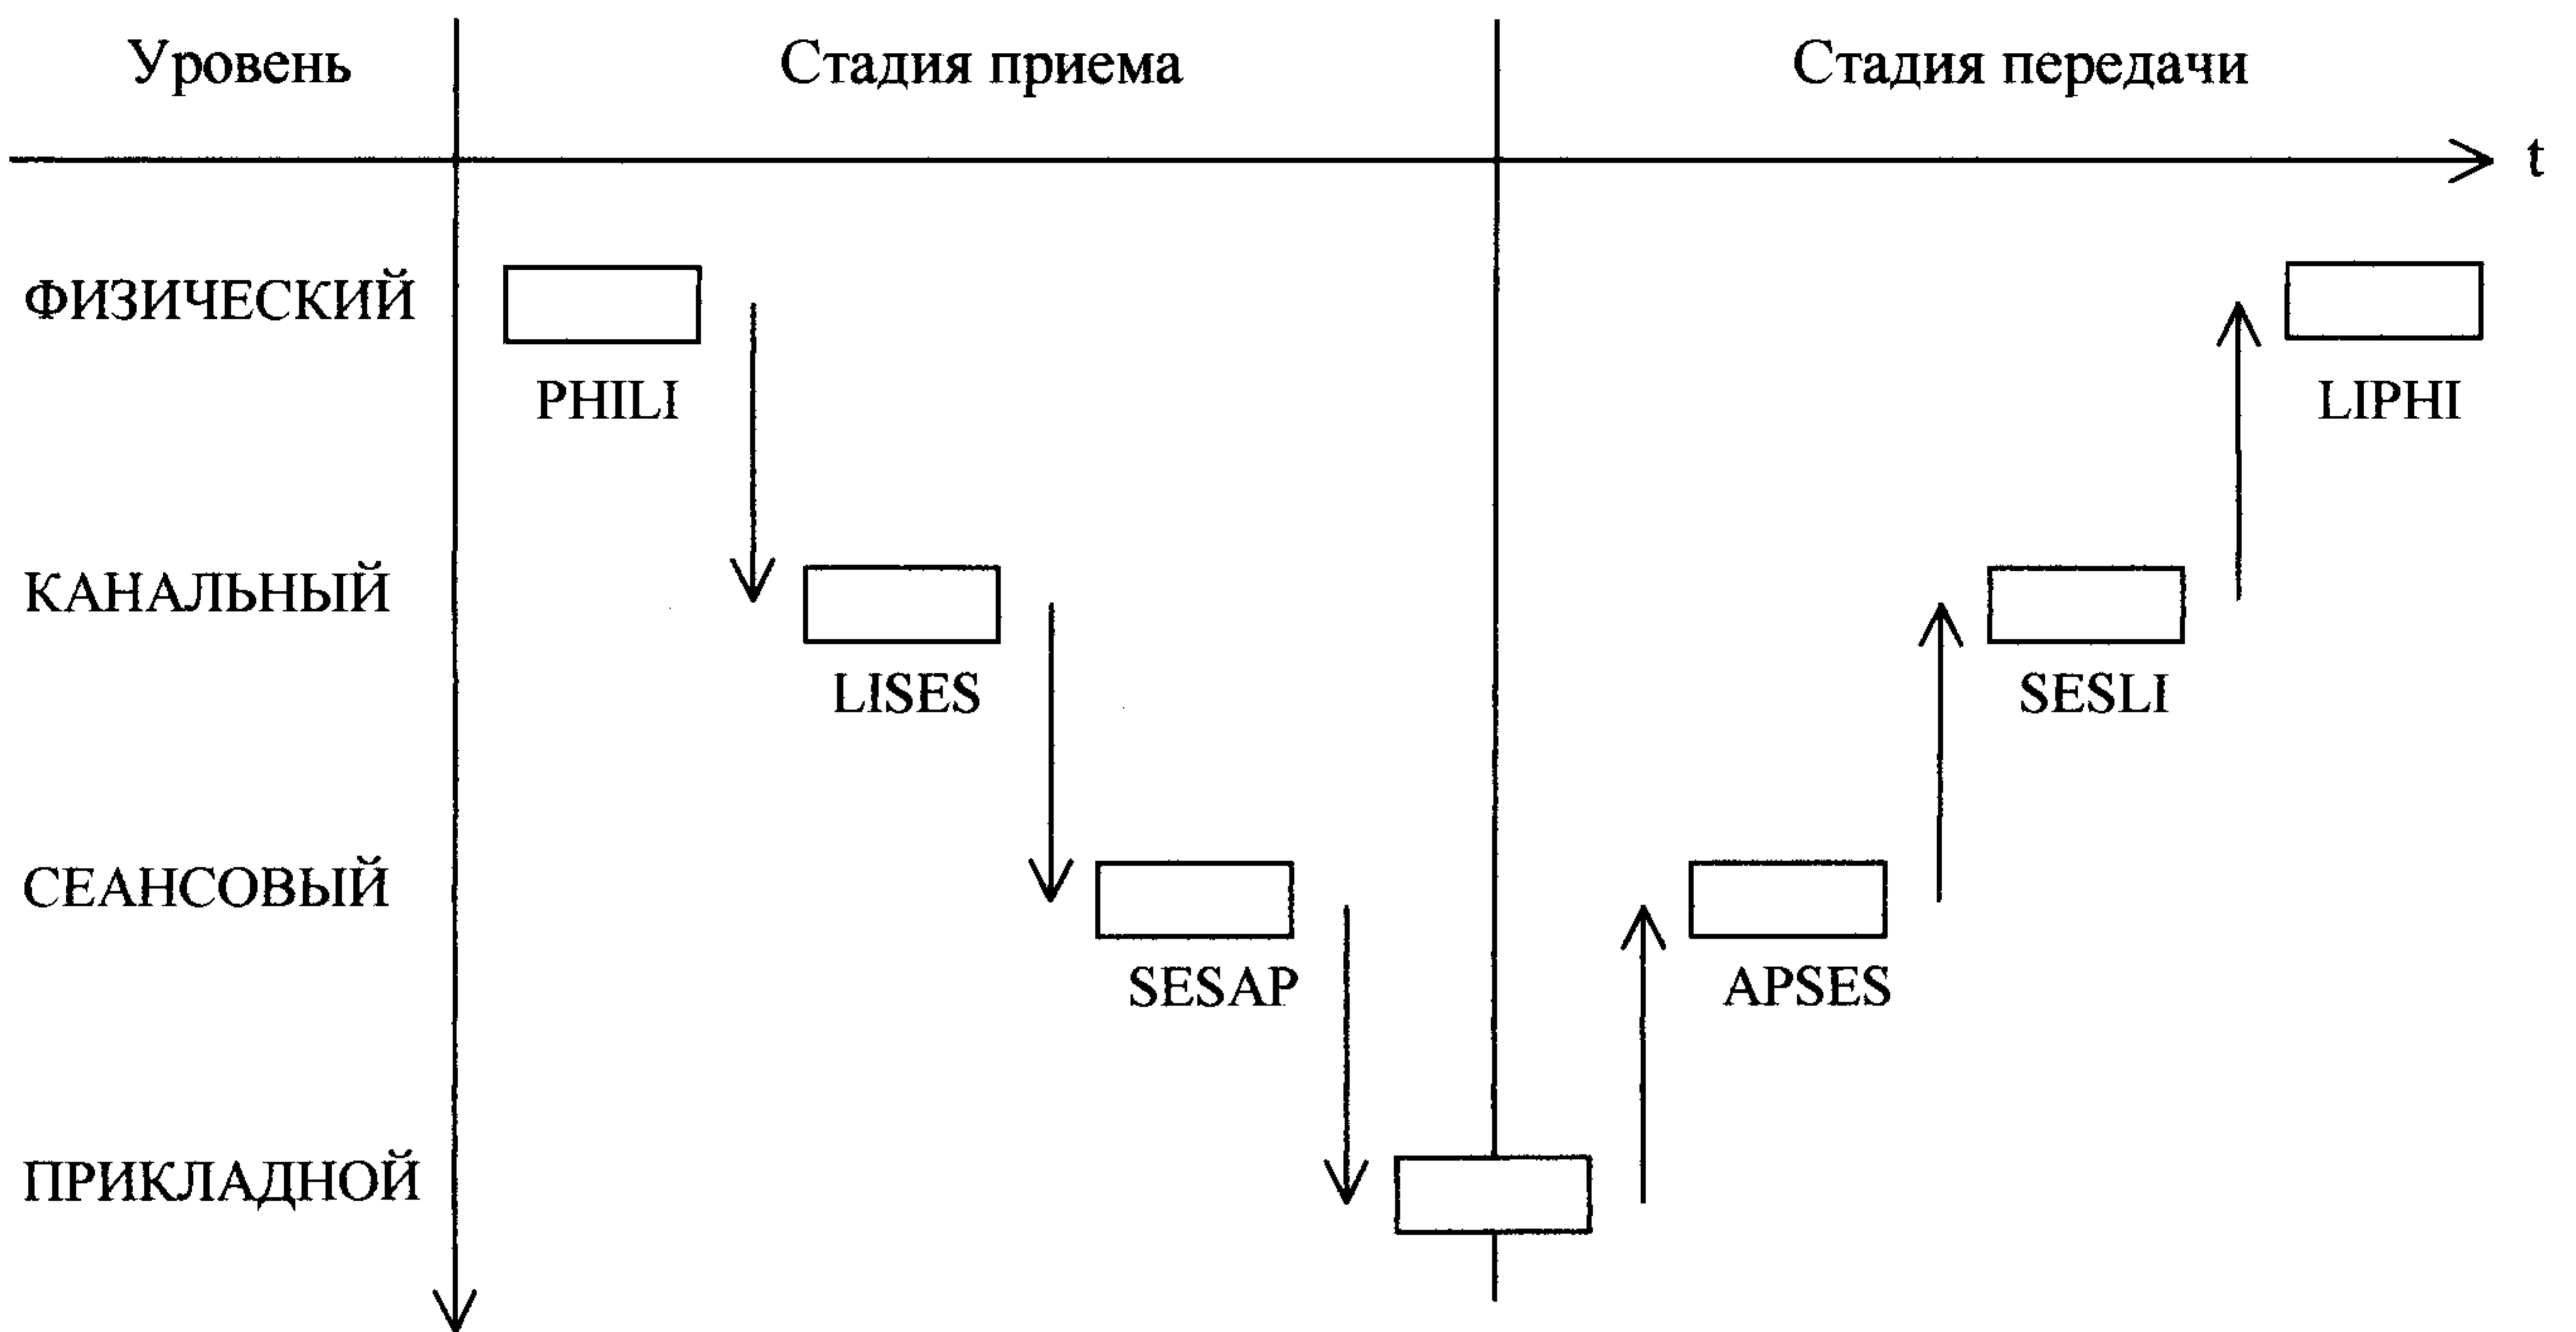 Уровень Стадия приема Стадия передачи
t
ФИЗИЧЕСКИЙ
PHILI LIPHI
КАНАЛЬНЫЙ
LISES SESLI
СЕАНСОВЫЙ
SESAP APSES
ПРИКЛАДНОЙ